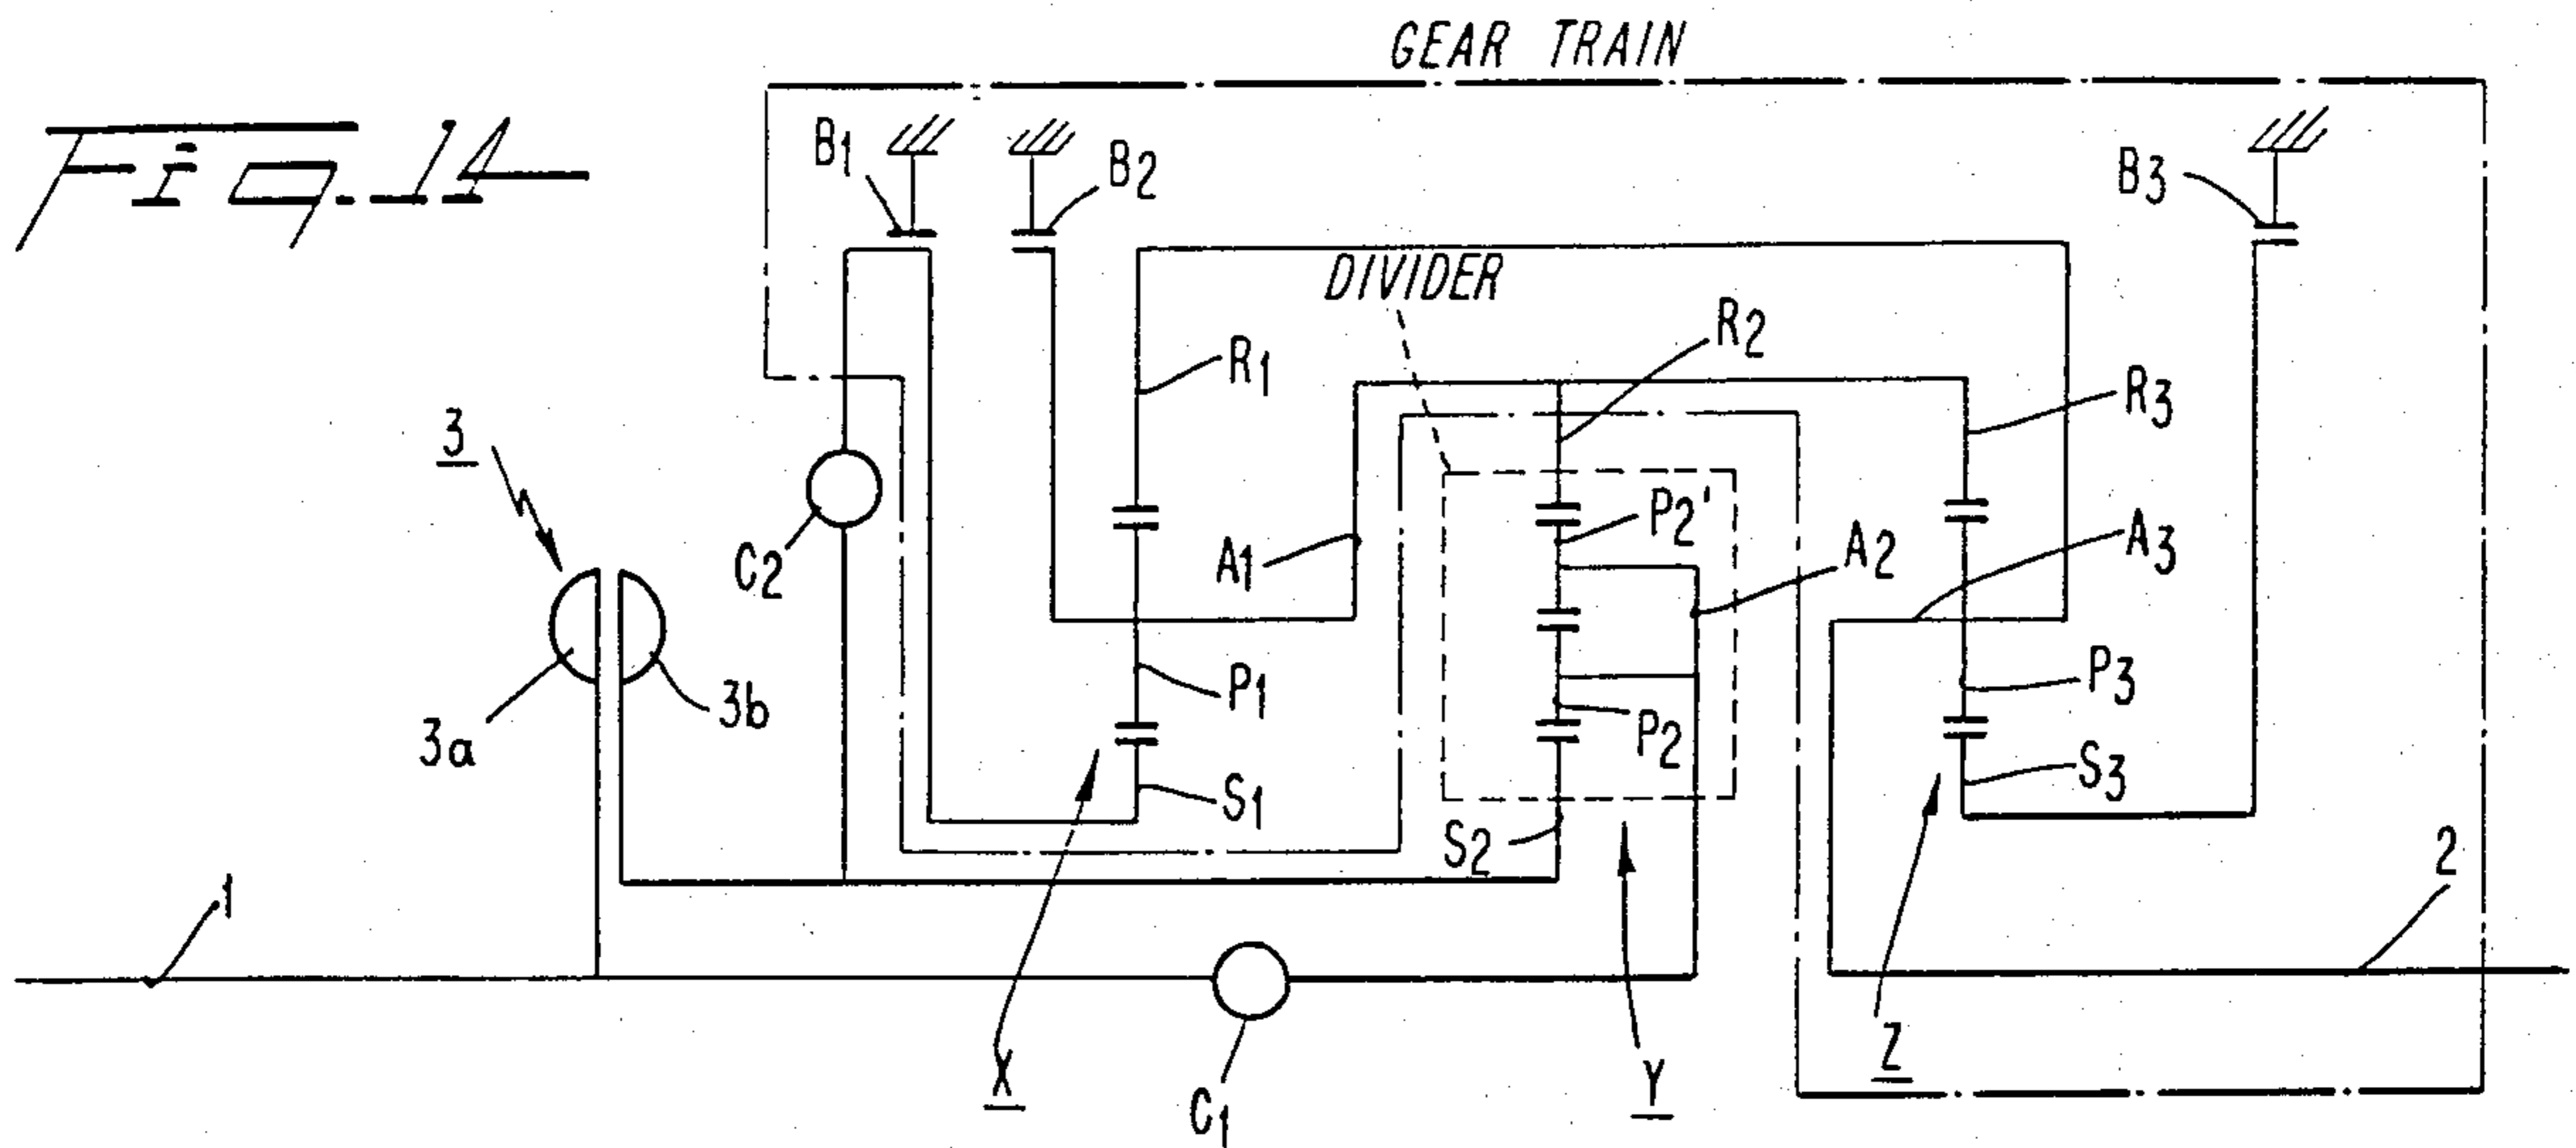 GEAR TRAIN
Fig. 14
B1
B2
B3
DIVIDER
R2
R1
R3
3
P2'
C2
A1
A2
A3
P1
P3
3a
3b
P2
S1
S3
S2
2
1
X
Y
Z
C1